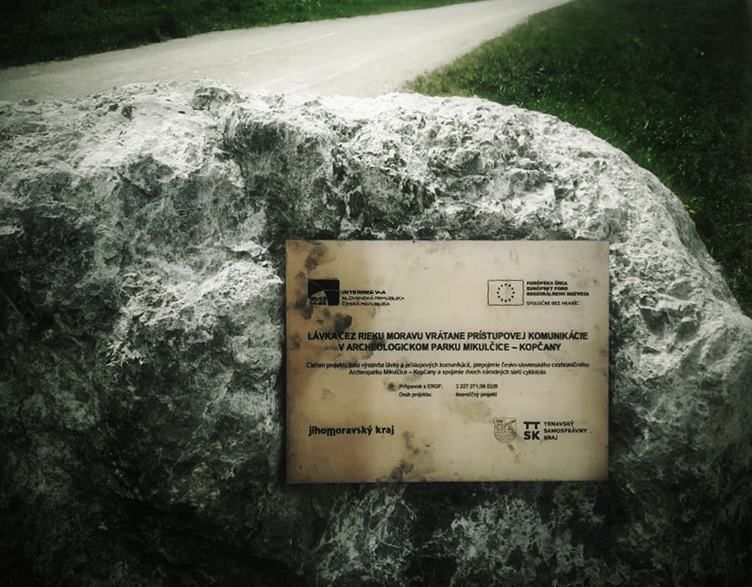 INTERREG V-A
SLOVENSKÁ REPUBLIKA
ČESKÁ REPUBLIKA
EURÓPSKA ÚNIA
EURÓPSKY FOND
REGIONÁLNEHO ROZVOJA
SPOLOČNE BEZ HRANÍC
LÁVKA CEZ RIEKU MORAVU VRÁTANE PRÍSTUPOVEJ KOMUNIKÁCIE
V ARCHEOLOGICKOM PARKU MIKULČICE – KOPČANY
Cieľom projektu bola výstavba lávky a prístupových komunikácií, prepojenie česko-slovenského cezhraničného
Archeoparku Mikulčice – Kopčany a spojenie dvoch národných sietí cyklotrás
Príspevok z ERDF: 2 227 271,98 EUR
Druh projektu: Investičný projekt
jihomoravský kraj
TT
SK
TRNAVSKÝ
SAMOSPRÁVNY
KRAJ